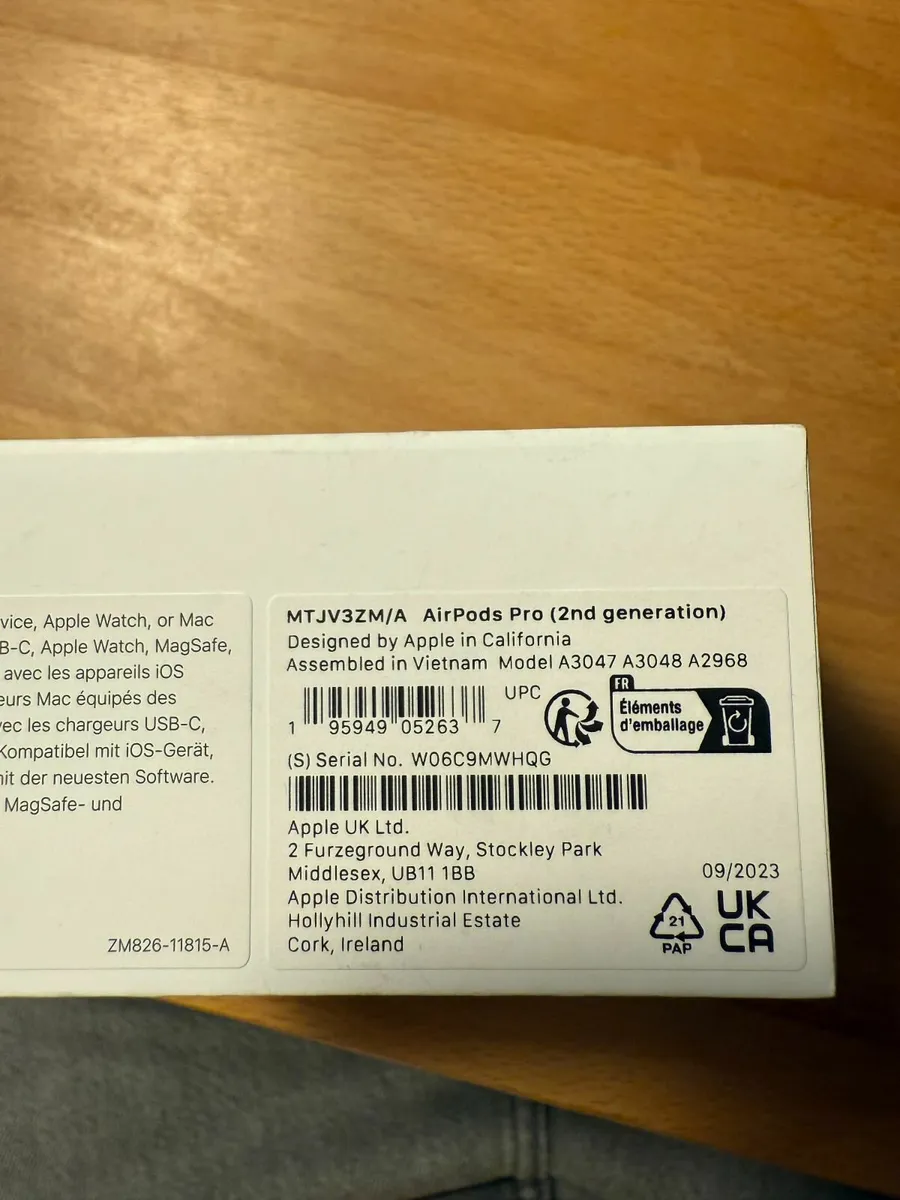 vice, Apple Watch, or Mac
B-C, Apple Watch, MagSafe,
avec les appareils iOS
eurs Mac équipés des
vec les chargeurs USB-C,
Kompatibel mit iOS-Gerät,
mit der neuesten Software.
MagSafe- und
ZM826-11815-A
MTJV3ZM/A AirPods Pro (2nd generation)
Designed by Apple in California
Assembled in Vietnam Model A3047 A3048 A2968
UPC
1 95949 05263 7
FR
Éléments
d'emballage
(S) Serial No. W06C9MWHQG
Apple UK Ltd.
2 Furzeground Way, Stockley Park
Middlesex, UB11 1BB
Apple Distribution International Ltd.
Hollyhill Industrial Estate
Cork, Ireland
09/2023
21
PAP
UK
CA